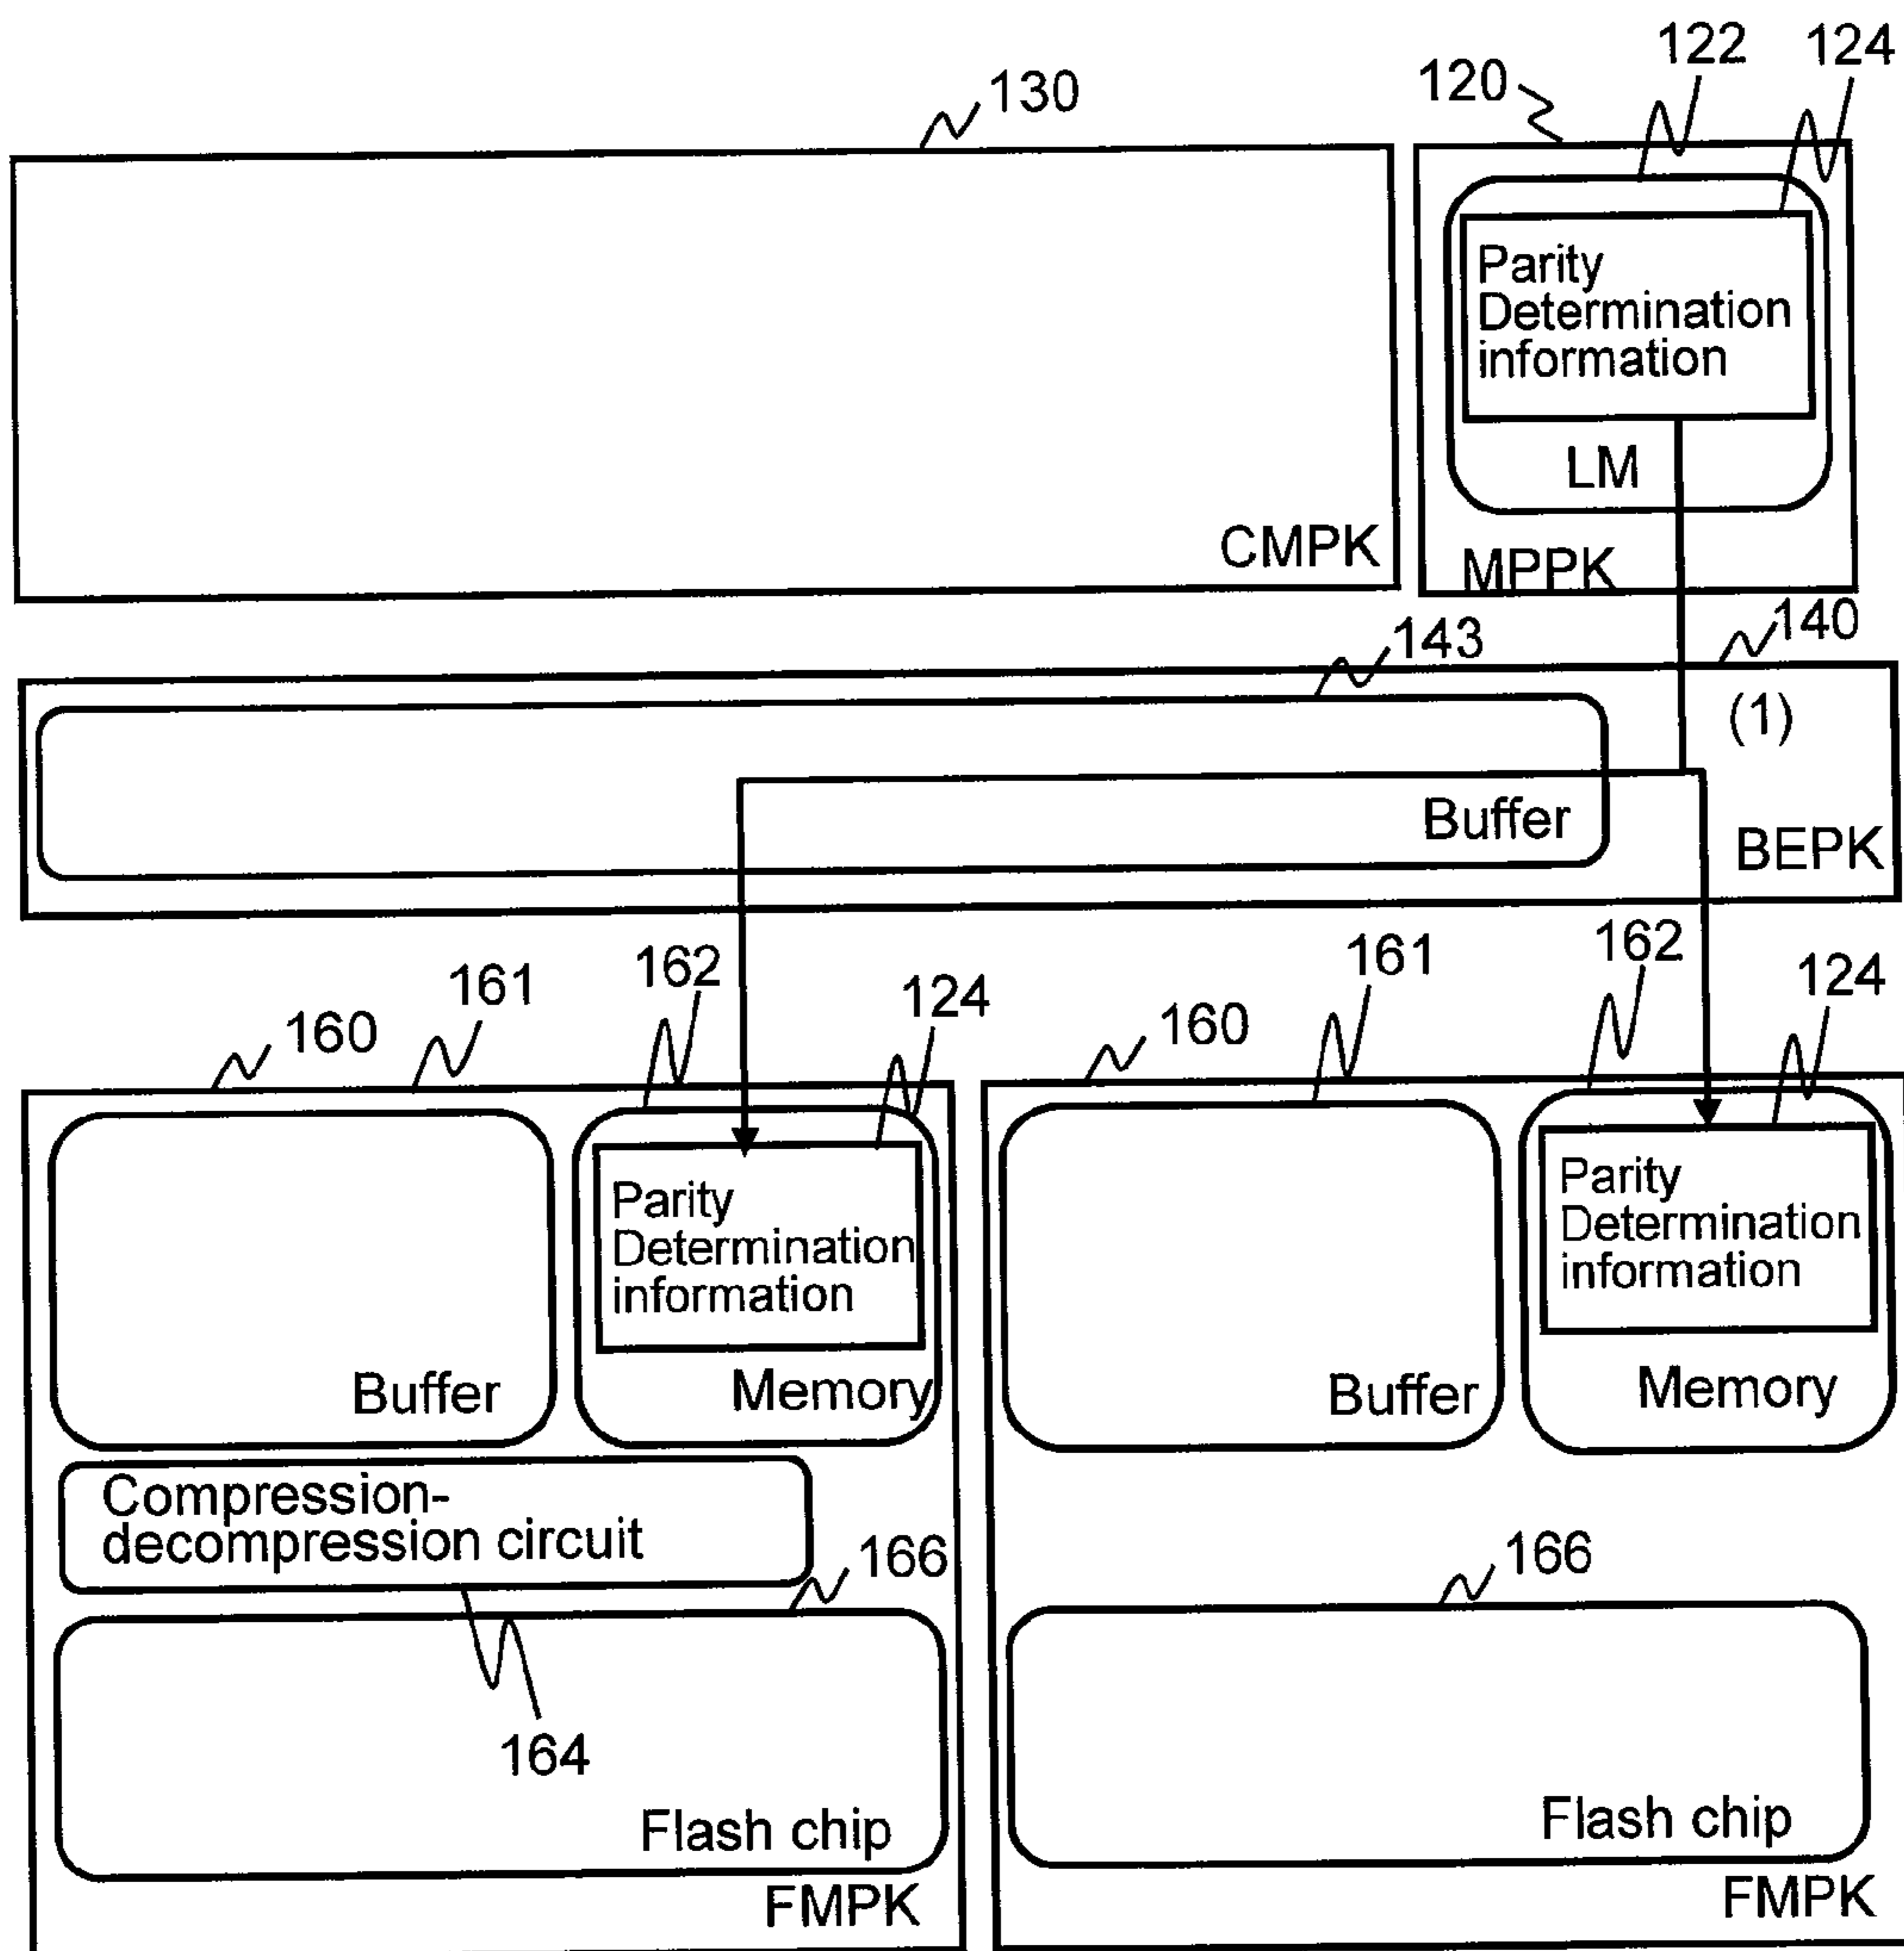 130
120
122
124
Parity
Determination
information
LM
CMPK
MPPK
140
143
(1)
Buffer
BEPK
160
161
162
124
160
161
162
124
Parity
Determination
information
Parity
Determination
information
Buffer
Memory
Buffer
Memory
Compression-
decompression circuit
166
166
164
Flash chip
Flash chip
FMPK
FMPK